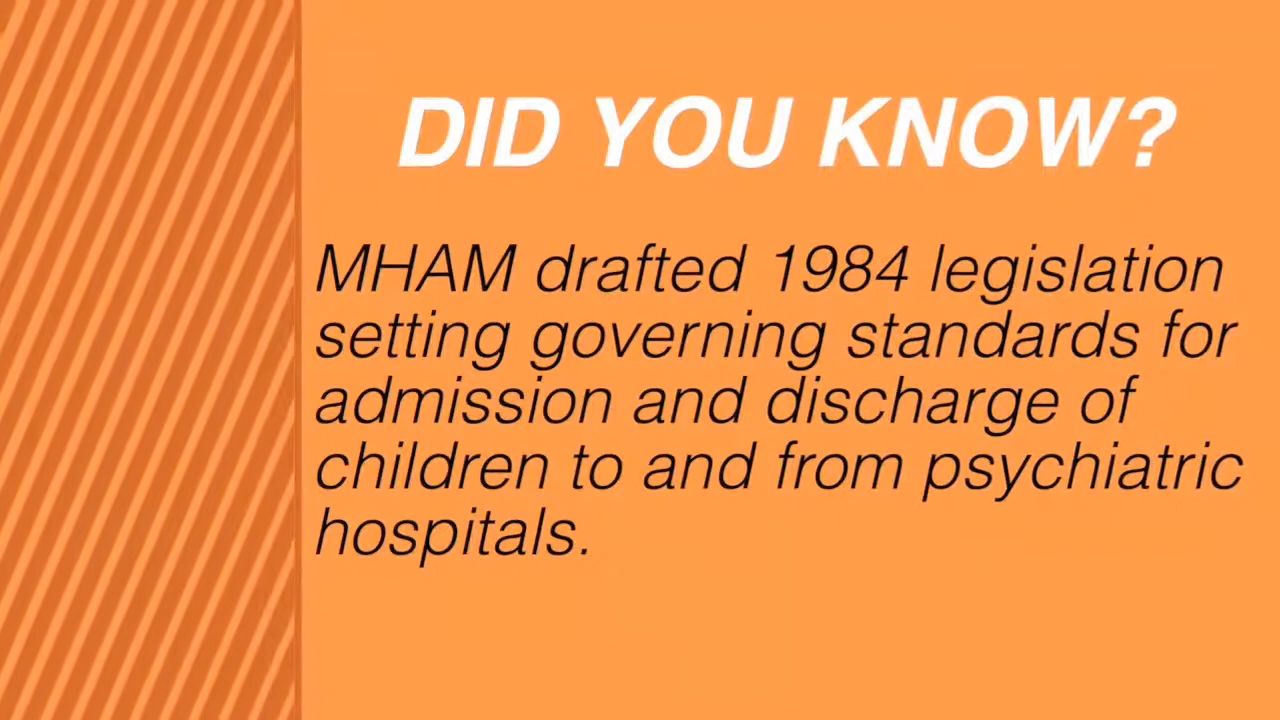 DID YOU KNOW?
MHAM drafted 1984 legislation
setting governing standards for
admission and discharge of
children to and from psychiatric
hospitals.